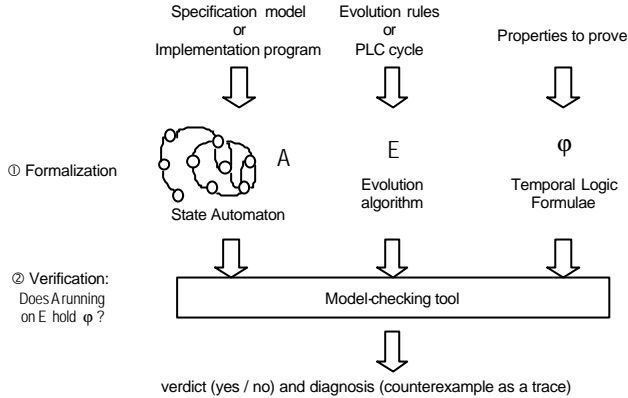 Specification model
or
Implementation program
Evolution rules
or
PLC cycle
Properties to prove
① Formalization
A
State Automaton
E
Evolution
algorithm
φ
Temporal Logic
Formulae
② Verification:
Does A running
on E hold φ ?
Model-checking tool
verdict (yes / no) and diagnosis (counterexample as a trace)